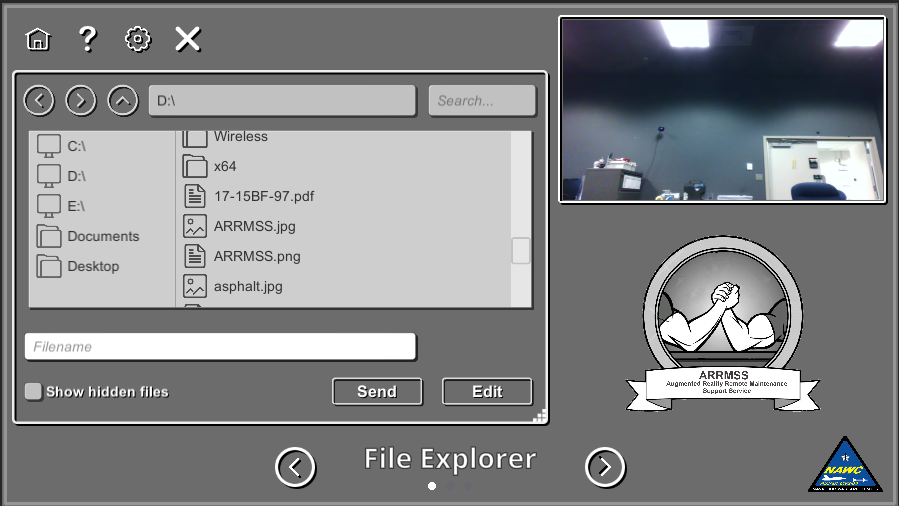 ?
D:\
Search...
C:\
D:\
E:\
Documents
Desktop
Wireless
x64
17-15BF-97.pdf
ARRMSS.jpg
ARRMSS.png
asphalt.jpg
Filename
Show hidden files
Send
Edit
File Explorer
ARRMSS
Augmented Reality Remote Maintenance
Support Service
NAWC